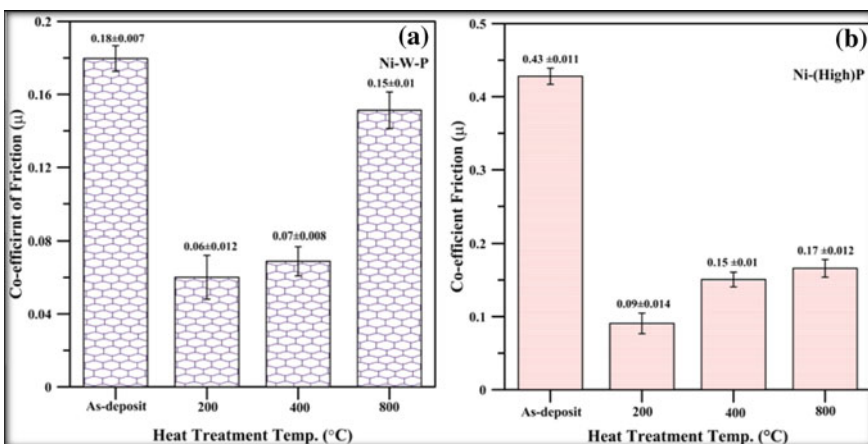 (a)
Ni-W-P
Co-efficirnt of Friction (µ)
0.2
0.16
0.12
0.08
0.04
0
0.18±0.007
0.06±0.012
0.07±0.008
0.15±0.01
As-deposit 200 400 800
Heat Treatment Temp. (°C)
(b)
Ni-(High)P
Co-efficient Friction (µ)
0.5
0.4
0.3
0.2
0.1
0
0.43 ±0.011
0.09±0.014
0.15 ±0.01
0.17 ±0.012
As-deposit 200 400 800
Heat Treatment Temp. (°C)